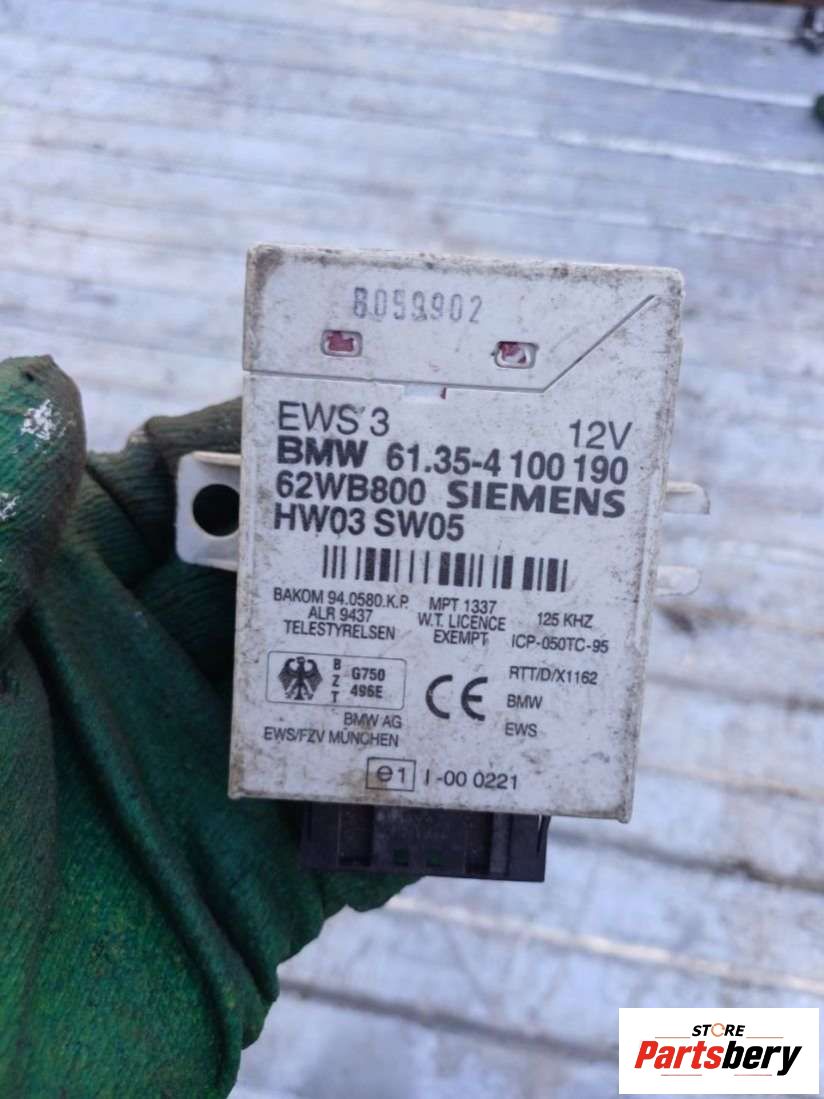 8059902
EWS 3 12V
BMW 61.35-4 100 190
62WB800 SIEMENS
HW03 SW05
BAKOM 94.0580.K.P. MPT 1337
ALR 9437 W.T. LICENCE 125 KHZ
TELESTYRELSEN EXEMPT ICP-050TC-95
B Z T G750 496E
CE
RTT/D/X1162
BMW
EWS
BMW AG
EWS/FZV MÜNCHEN
e1 I -00 0221
STORE
Partsbery